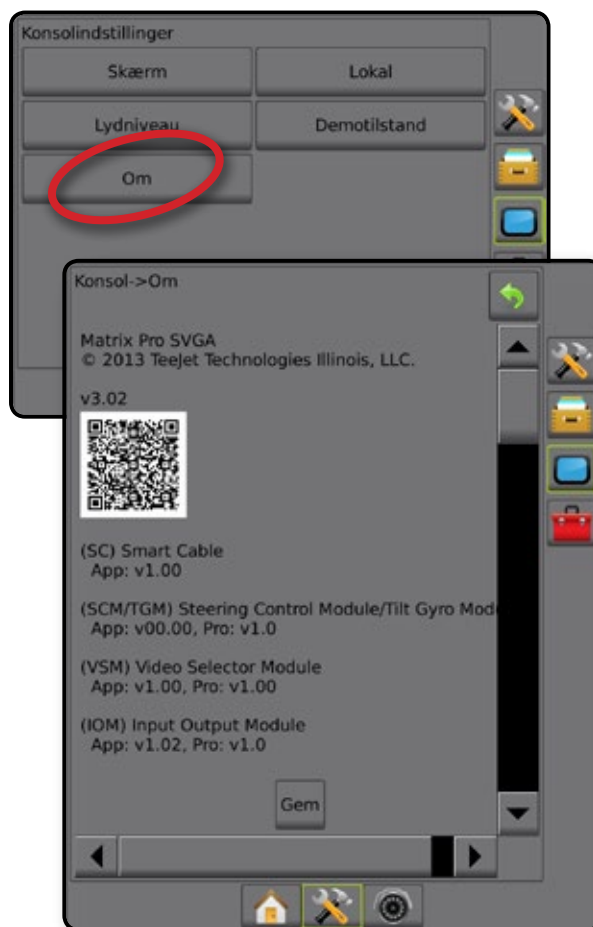 Konsolindstillinger
Skærm
Lokal
Lydniveau
Demotilstand
Om
Konsol->Om
Matrix Pro SVGA
© 2013 TeeJet Technologies Illinois, LLC.
v3.02
(SC) Smart Cable
App: v1.00
(SCM/TGM) Steering Control Module/Tilt Gyro Mod
App: v00.00, Pro: v1.0
(VSM) Video Selector Module
App: v1.00, Pro: v1.00
(IOM) Input Output Module
App: v1.02, Pro: v1.0
Gem